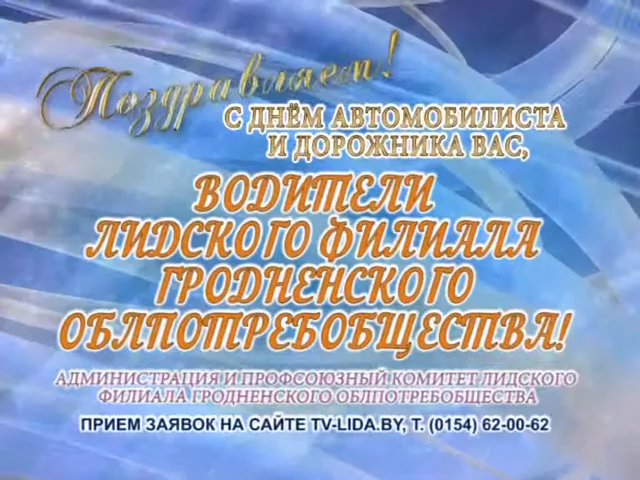 Поздравляем!
С ДНЁМ АВТОМОБИЛИСТА
И ДОРОЖНИКА ВАС,
ВОДИТЕЛИ
ЛИДСКОГО ФИЛИАЛА
ГРОДНЕНСКОГО
ОБЛПОТРЕБОБЩЕСТВА!
АДМИНИСТРАЦИЯ И ПРОФСОЮЗНЫЙ КОМИТЕТ ЛИДСКОГО
ФИЛИАЛА ГРОДНЕНСКОГО ОБЛПОТРЕБОБЩЕСТВА
ПРИЕМ ЗАЯВОК НА САЙТЕ TV-LIDA.BY, Т. (0154) 62-00-62